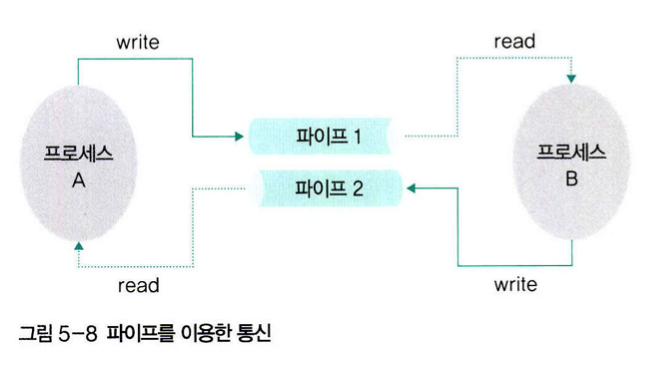 write
read
프로세스
A
파이프 1
프로세스
B
파이프 2
read
write
그림 5-8 파이프를 이용한 통신